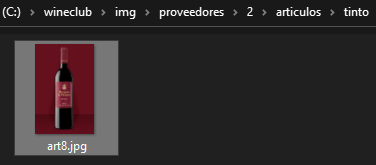 (C:) > wineclub > img > proveedores > 2 > articulos > tinto
art8.jpg